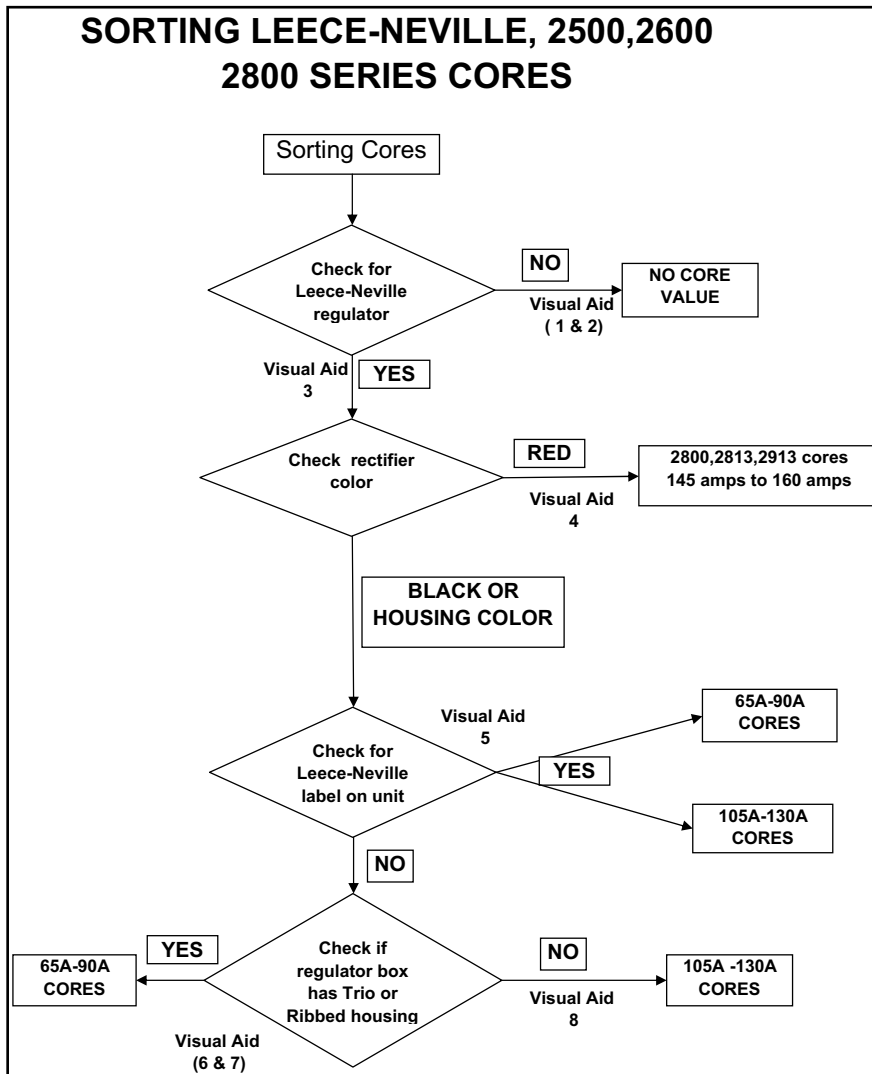 SORTING LEECE-NEVILLE, 2500,2600
2800 SERIES CORES
Sorting Cores
Check for
Leece-Neville
regulator
NO
Visual Aid
( 1 & 2)
NO CORE
VALUE
Visual Aid
3
YES
Check rectifier
color
RED
Visual Aid
4
2800,2813,2913 cores
145 amps to 160 amps
BLACK OR
HOUSING COLOR
Check for
Leece-Neville
label on unit
Visual Aid
5
YES
65A-90A
CORES
105A-130A
CORES
NO
Check if
regulator box
has Trio or
Ribbed housing
YES
65A-90A
CORES
Visual Aid
(6 & 7)
NO
Visual Aid
8
105A -130A
CORES